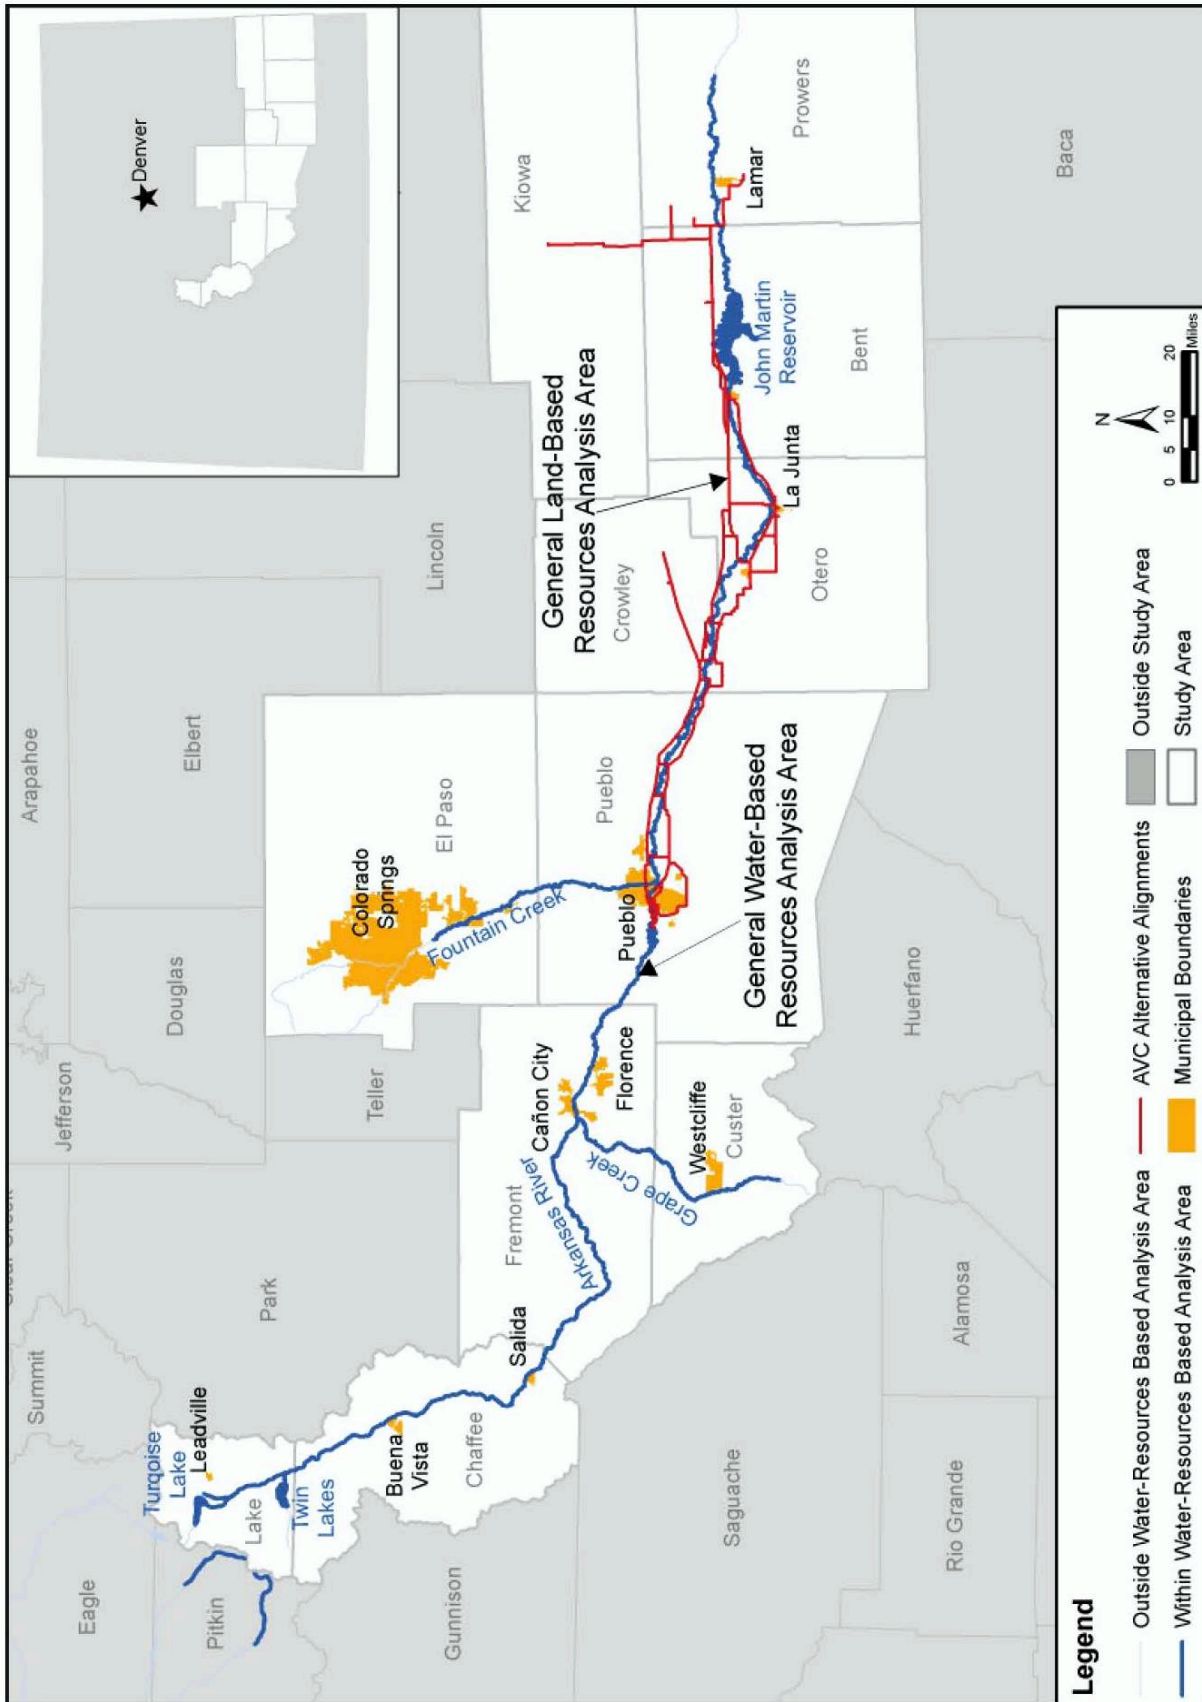 Denver
Eagle
Summit
Clear Creek
Jefferson
Arapahoe
Douglas
Elbert
Lincoln
Pitkin
Turqoise
Lake
Leadville
Lake
Twin
Lakes
Park
Teller
Colorado
Springs
El Paso
Fountain Creek
Kiowa
Gunnison
Buena
Vista
Chaffee
Salida
Fremont
Arkansas River
Cañon City
Florence
Grape Creek
Westcliffe
Custer
Pueblo
Pueblo
General Water-Based
Resources Analysis Area
General Land-Based
Resources Analysis Area
Crowley
Otero
La Junta
John Martin
Reservoir
Bent
Lamar
Prowers
Baca
Saguache
Rio Grande
Alamosa
Huerfano
Legend
Outside Water-Resources Based Analysis Area
Within Water-Resources Based Analysis Area
AVC Alternative Alignments
Municipal Boundaries
Outside Study Area
Study Area
N
0 5 10 20
Miles